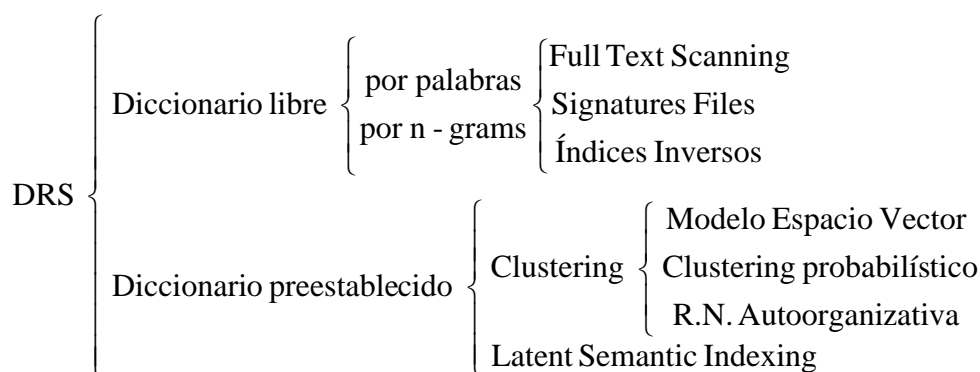 DRS
Diccionario libre
por palabras
por n - grams
Full Text Scanning
Signatures Files
Índices Inversos
Diccionario preestablecido
Clustering
Modelo Espacio Vector
Clustering probabilístico
R.N. Autoorganizativa
Latent Semantic Indexing